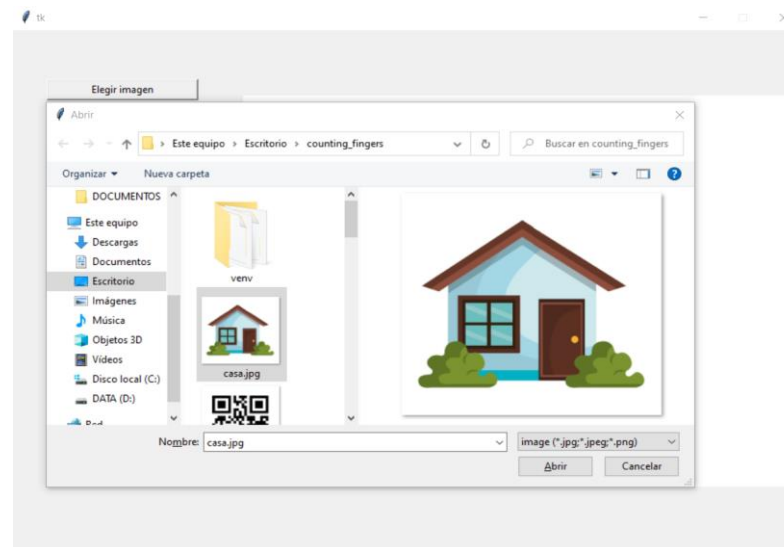 tk
Elegir imagen
Abrir
Este equipo > Escritorio > counting_fingers
Buscar en counting_fingers
Organizar
Nueva carpeta
DOCUMENTOS
Este equipo
Descargas
Documentos
Escritorio
Imágenes
Música
Objetos 3D
Vídeos
Disco local (C:)
DATA (D:)
Red
venv
casa.jpg
Nombre: casa.jpg
image (*.jpg;*.jpeg;*.png)
Abrir
Cancelar